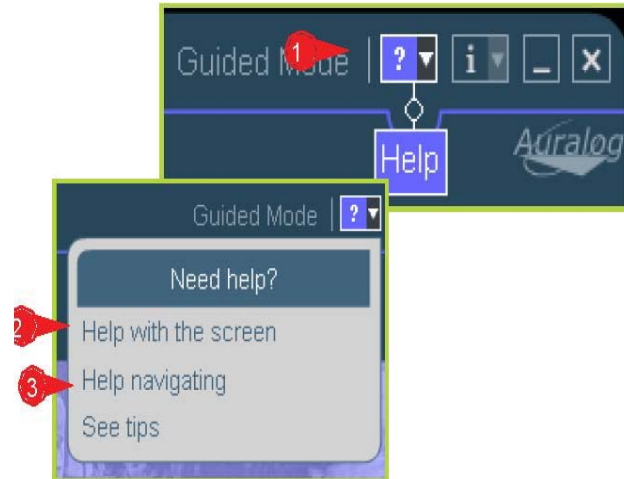 Guided Mode | ? i _ x
1
Help
Auralog
Guided Mode | ?
Need help?
2 Help with the screen
3 Help navigating
See tips